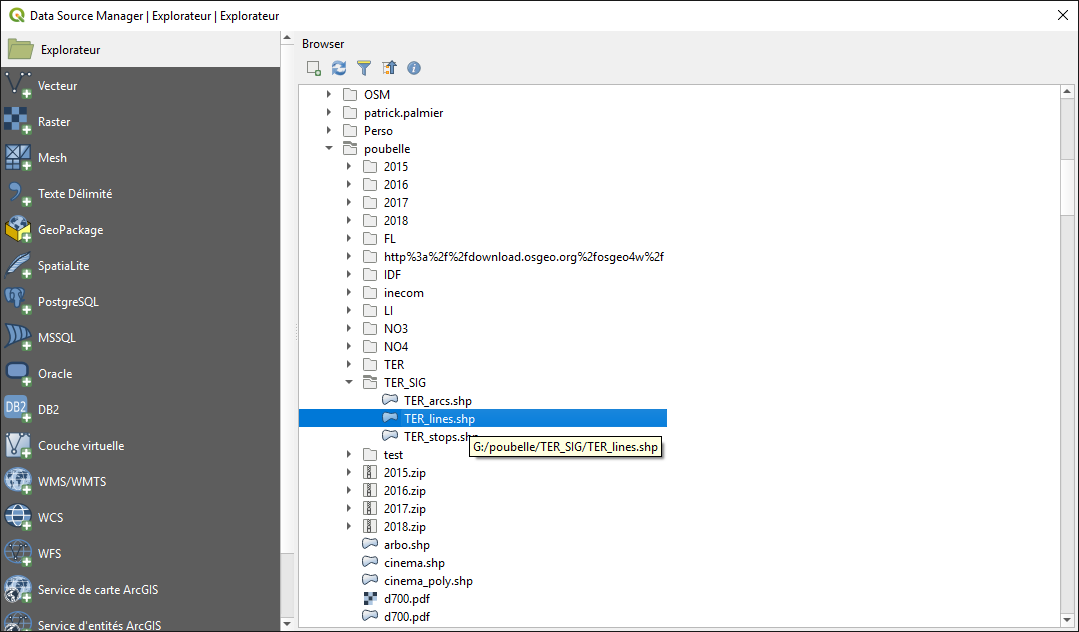 Data Source Manager | Explorateur | Explorateur
Explorateur
Vecteur
Raster
Mesh
Texte Délimité
GeoPackage
SpatiaLite
PostgreSQL
MSSQL
Oracle
DB2
DB2
Couche virtuelle
WMS/WMTS
WCS
WFS
Service de carte ArcGIS
Service d'entités ArcGIS
Browser
OSM
patrick.palmier
Perso
poubelle
2015
2016
2017
2018
FL
http%3a%2f%2fdownload.osgeo.org%2fosgeo4w%2f
IDF
inecom
LI
NO3
NO4
TER
TER_SIG
TER_arcs.shp
TER_lines.shp
TER_stops.shp
G:/poubelle/TER_SIG/TER_lines.shp
test
2015.zip
2016.zip
2017.zip
2018.zip
arbo.shp
cinema.shp
cinema_poly.shp
d700.pdf
d700.pdf